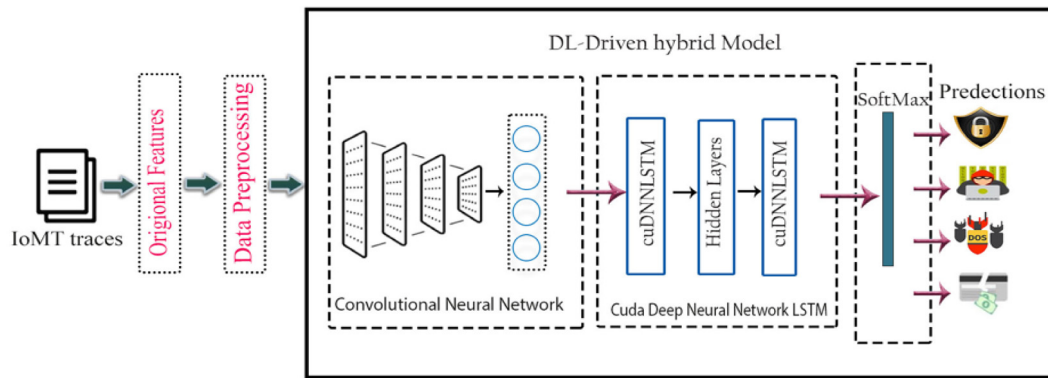 DL-Driven hybrid Model
IoMT traces
Origional Features
Data Preprocessing
Convolutional Neural Network
cuDNNLSTM
Hidden Layers
cuDNNLSTM
Cuda Deep Neural Network LSTM
SoftMax
Predections
DOS